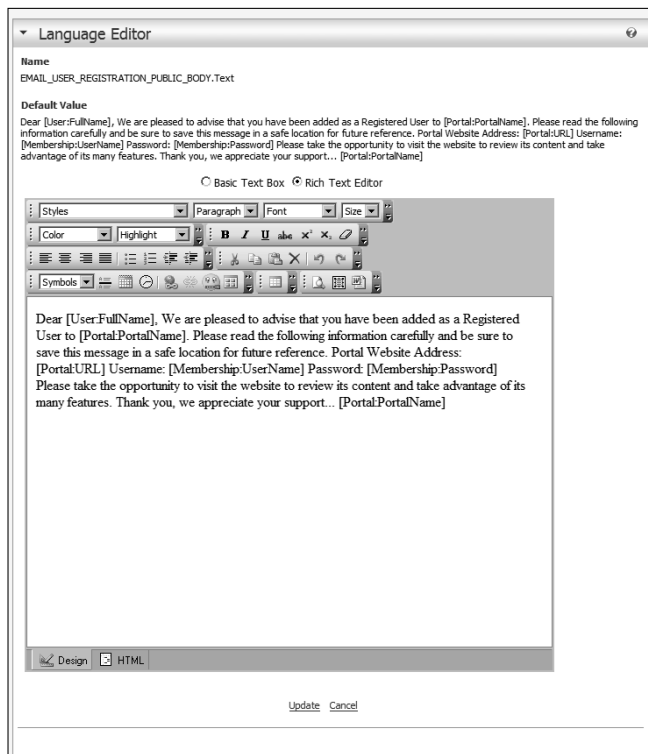 Language Editor
Name
EMAIL_USER_REGISTRATION_PUBLIC_BODY.Text
Default Value
Dear [User:FullName], We are pleased to advise that you have been added as a Registered User to [Portal:PortalName]. Please read the following
information carefully and be sure to save this message in a safe location for future reference. Portal Website Address: [Portal:URL] Username:
[Membership:UserName] Password: [Membership:Password] Please take the opportunity to visit the website to review its content and take
advantage of its many features. Thank you, we appreciate your support... [Portal:PortalName]
Basic Text Box Rich Text Editor
Styles Paragraph Font Size
Color Highlight B I U abc x² x₂
Symbols
Dear [User:FullName], We are pleased to advise that you have been added as a Registered
User to [Portal:PortalName]. Please read the following information carefully and be sure to
save this message in a safe location for future reference. Portal Website Address:
[Portal:URL] Username: [Membership:UserName] Password: [Membership:Password]
Please take the opportunity to visit the website to review its content and take advantage of its
many features. Thank you, we appreciate your support... [Portal:PortalName]
Design HTML
Update Cancel